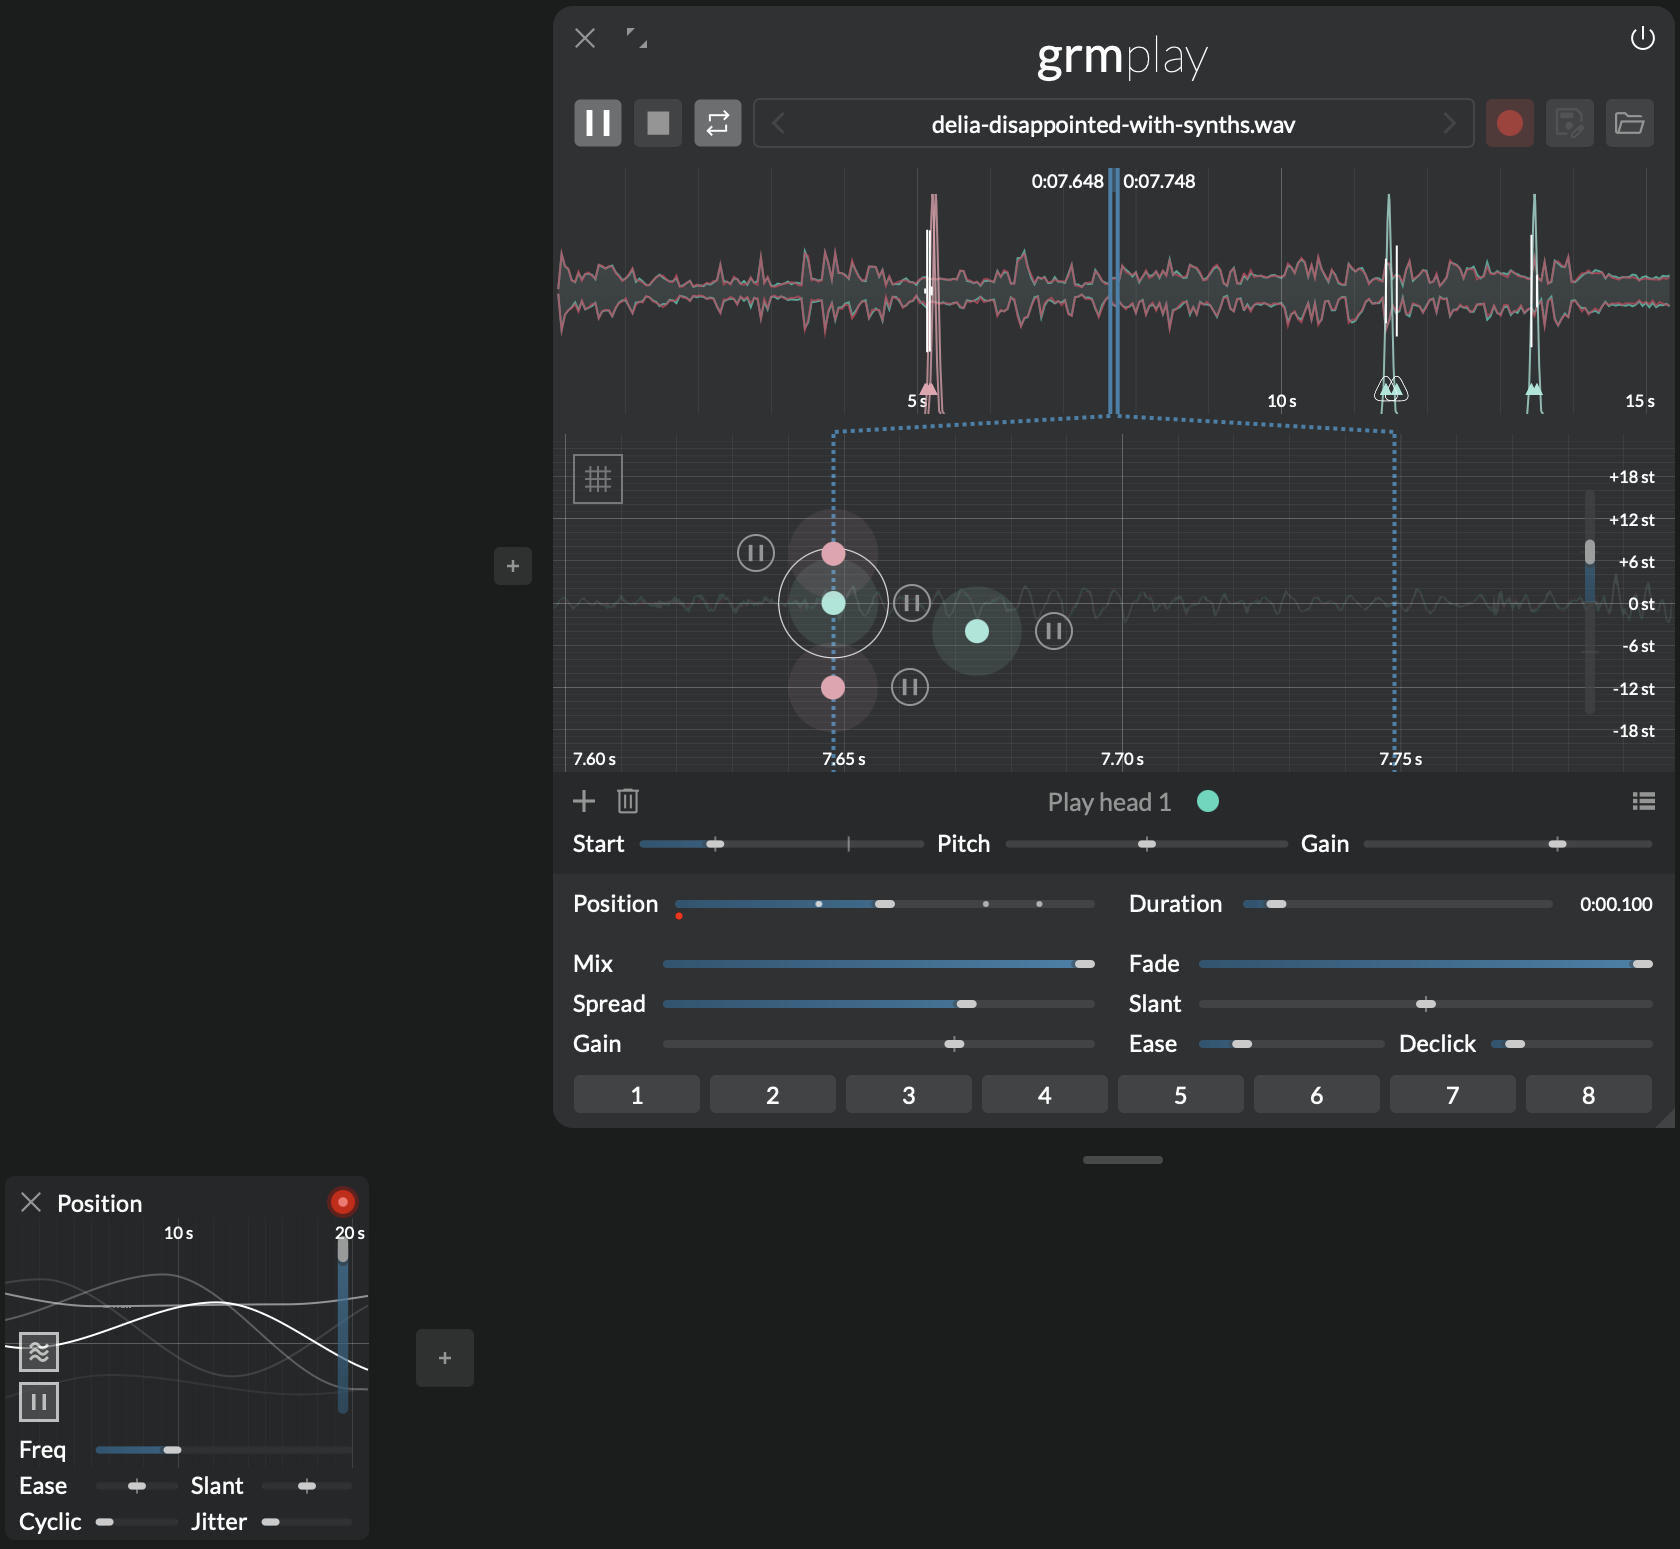 grmplay
delia-disappointed-with-synths.wav
0:07.648 0:07.748
5 s 10 s 15 s
+18 st
+12 st
+6 st
0 st
-6 st
-12 st
-18 st
7.60 s 7.65 s 7.70 s 7.75 s
Play head 1
Start Pitch Gain
Position Duration 0:00.100
Mix Fade
Spread Slant
Gain Ease Declick
1 2 3 4 5 6 7 8
Position
10 s 20 s
Freq
Ease Slant
Cyclic Jitter